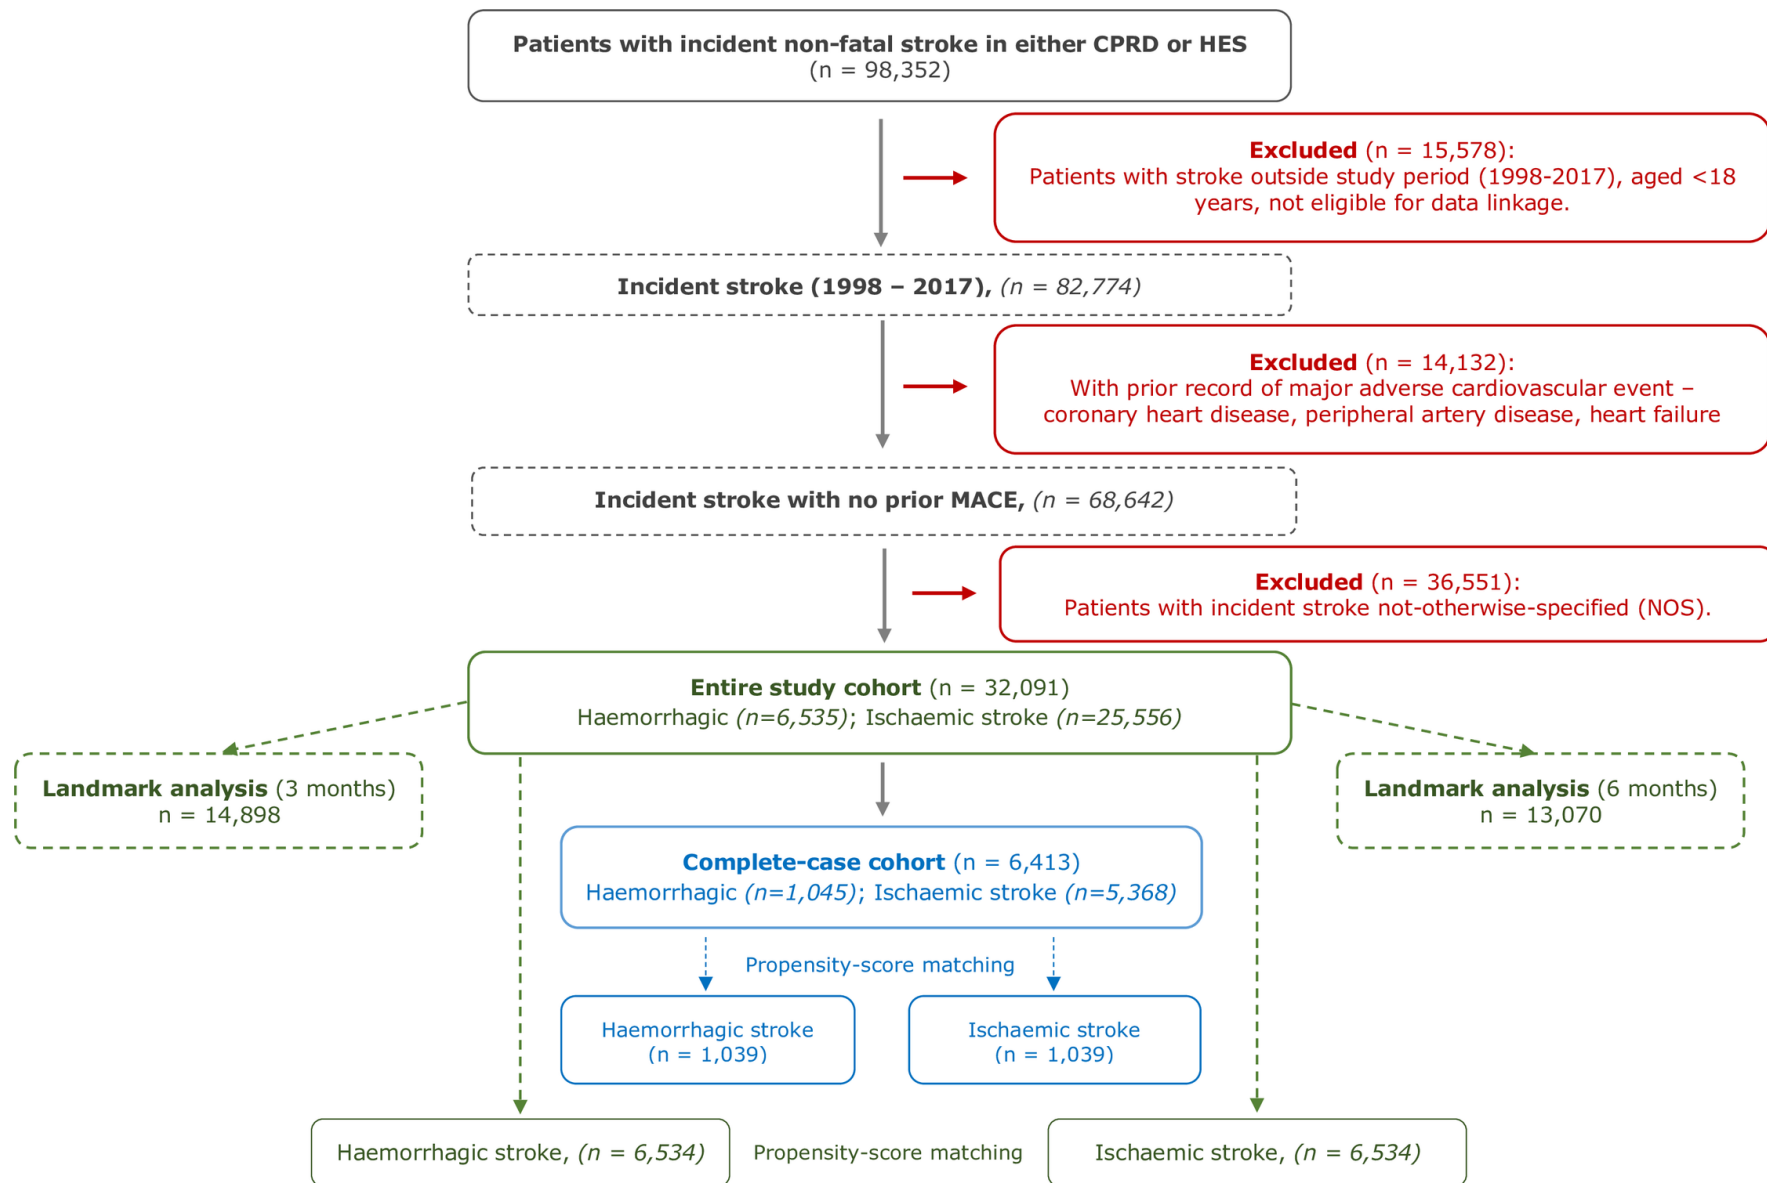 Patients with incident non-fatal stroke in either CPRD or HES
(n = 98,352)
Excluded (n = 15,578):
Patients with stroke outside study period (1998-2017), aged <18
years, not eligible for data linkage.
Incident stroke (1998 – 2017), (n = 82,774)
Excluded (n = 14,132):
With prior record of major adverse cardiovascular event –
coronary heart disease, peripheral artery disease, heart failure
Incident stroke with no prior MACE, (n = 68,642)
Excluded (n = 36,551):
Patients with incident stroke not-otherwise-specified (NOS).
Entire study cohort (n = 32,091)
Haemorrhagic (n=6,535); Ischaemic stroke (n=25,556)
Landmark analysis (3 months)
n = 14,898
Landmark analysis (6 months)
n = 13,070
Complete-case cohort (n = 6,413)
Haemorrhagic (n=1,045); Ischaemic stroke (n=5,368)
Propensity-score matching
Haemorrhagic stroke
(n = 1,039)
Ischaemic stroke
(n = 1,039)
Haemorrhagic stroke, (n = 6,534)
Propensity-score matching
Ischaemic stroke, (n = 6,534)